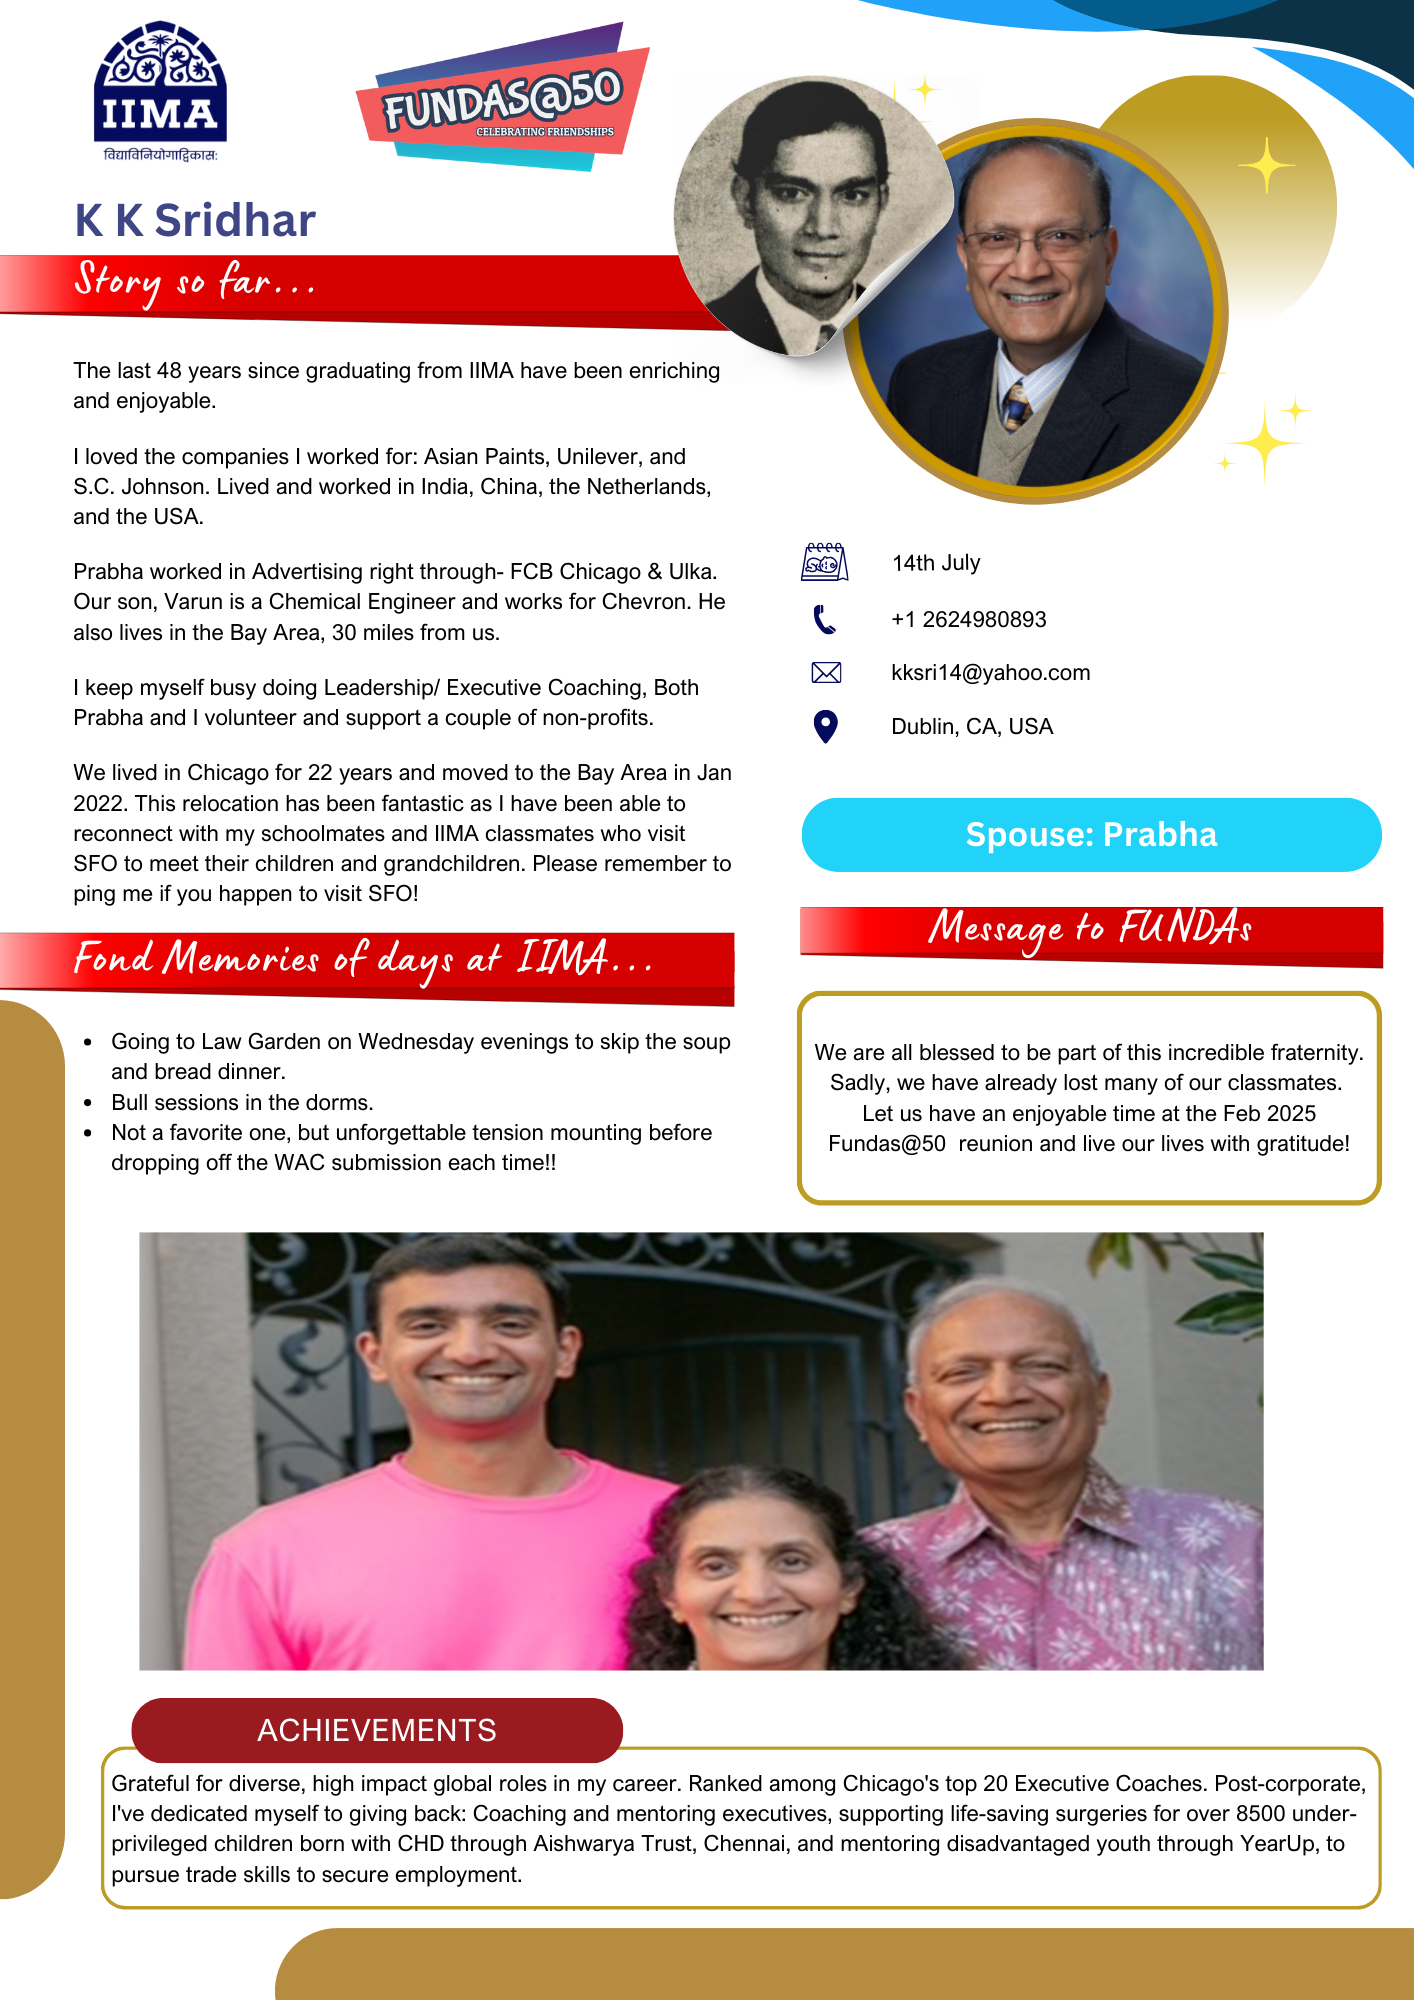 IIMA
विद्याविनियोगाद्विकास:
FUNDAS@50
CELEBRATING FRIENDSHIPS
K K Sridhar
Story so far...
The last 48 years since graduating from IIMA have been enriching
and enjoyable.
I loved the companies I worked for: Asian Paints, Unilever, and
S.C. Johnson. Lived and worked in India, China, the Netherlands,
and the USA.
Prabha worked in Advertising right through- FCB Chicago & Ulka.
Our son, Varun is a Chemical Engineer and works for Chevron. He
also lives in the Bay Area, 30 miles from us.
I keep myself busy doing Leadership/ Executive Coaching, Both
Prabha and I volunteer and support a couple of non-profits.
We lived in Chicago for 22 years and moved to the Bay Area in Jan
2022. This relocation has been fantastic as I have been able to
reconnect with my schoolmates and IIMA classmates who visit
SFO to meet their children and grandchildren. Please remember to
ping me if you happen to visit SFO!
14th July
+1 2624980893
kksri14@yahoo.com
Dublin, CA, USA
Spouse: Prabha
Fond Memories of days at IIMA...
• Going to Law Garden on Wednesday evenings to skip the soup
and bread dinner.
• Bull sessions in the dorms.
• Not a favorite one, but unforgettable tension mounting before
dropping off the WAC submission each time!!
Message to FUNDAs
We are all blessed to be part of this incredible fraternity.
Sadly, we have already lost many of our classmates.
Let us have an enjoyable time at the Feb 2025
Fundas@50 reunion and live our lives with gratitude!
ACHIEVEMENTS
Grateful for diverse, high impact global roles in my career. Ranked among Chicago's top 20 Executive Coaches. Post-corporate,
I've dedicated myself to giving back: Coaching and mentoring executives, supporting life-saving surgeries for over 8500 under-
privileged children born with CHD through Aishwarya Trust, Chennai, and mentoring disadvantaged youth through YearUp, to
pursue trade skills to secure employment.